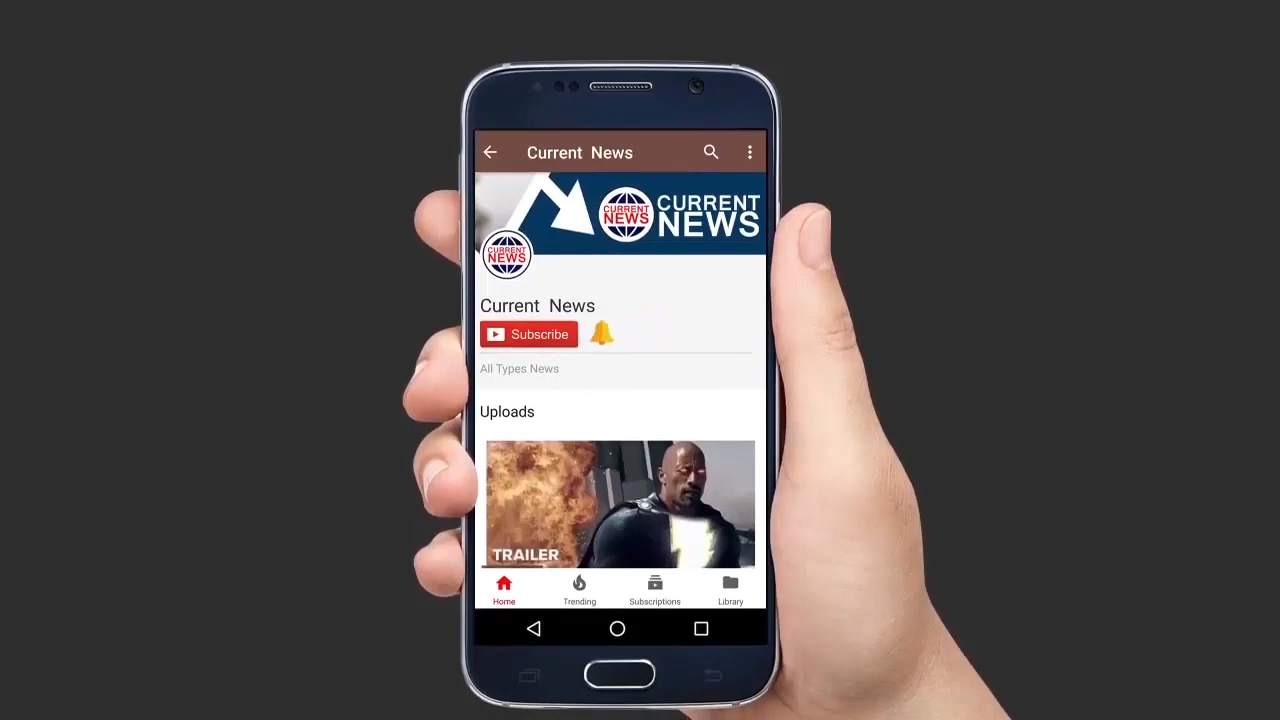 Current News
CURRENT
NEWS
CURRENT
NEWS
CURRENT
NEWS
Current News
Subscribe
All Types News
Uploads
TRAILER
Home
Trending
Subscriptions
Library